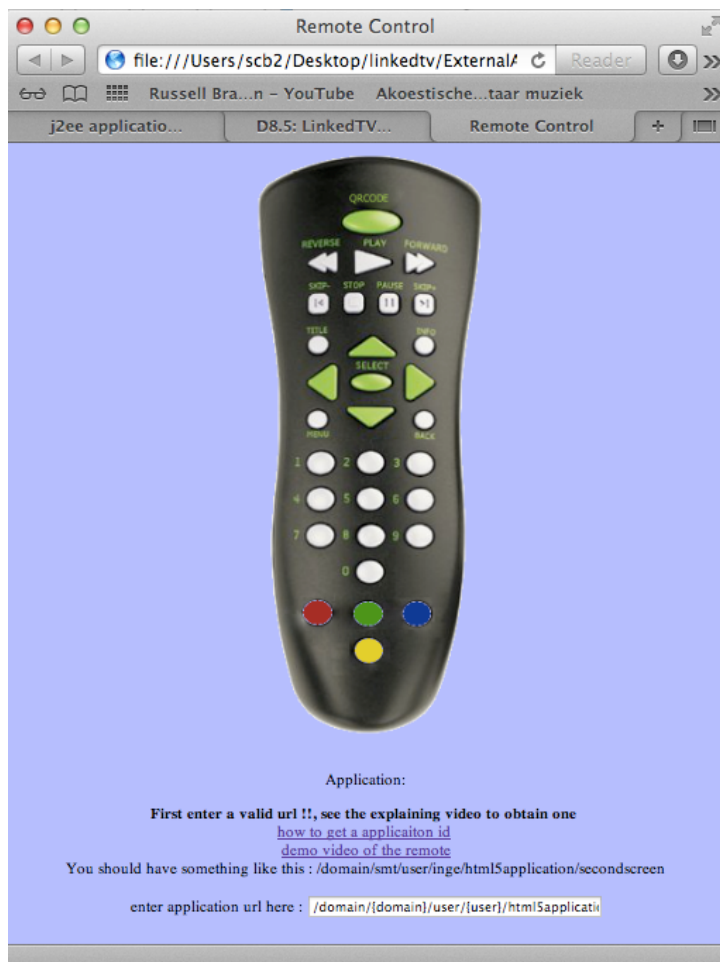 Remote Control
file:///Users/scb2/Desktop/linkedtv/ExternalA
Reader
Russell Bra...n – YouTube Akoestische...taar muziek
j2ee applicatio... D8.5: LinkedTV... Remote Control
QRCODE
REVERSE PLAY FORWARD
SKIP- STOP PAUSE SKIP+
TITLE INFO
SELECT
MENU BACK
1 2 3
4 5 6
7 8 9
0
Application:
First enter a valid url !!, see the explaining video to obtain one
how to get a applicaiton id
demo video of the remote
You should have something like this : /domain/smt/user/inge/html5application/secondscreen
enter application url here : /domain/{domain}/user/{user}/html5applicatio